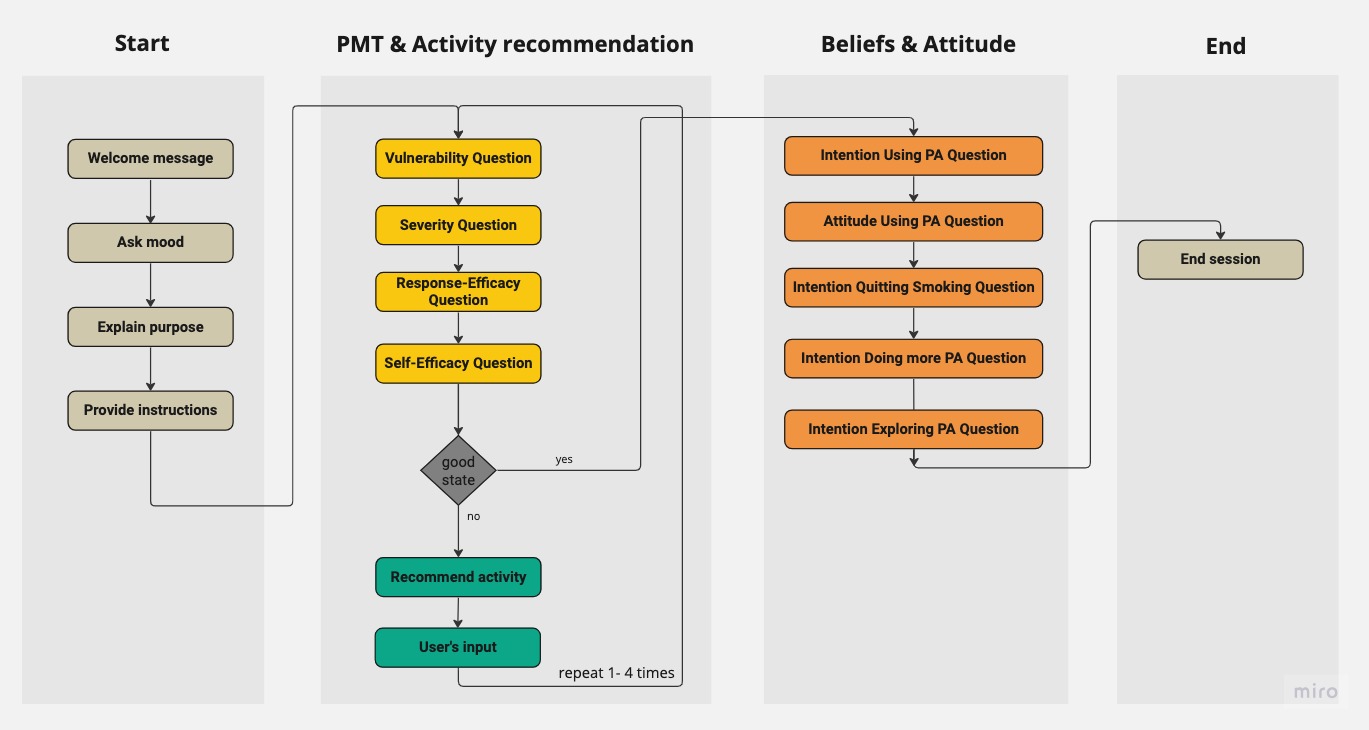 Start
Welcome message
Ask mood
Explain purpose
Provide instructions
PMT & Activity recommendation
Vulnerability Question
Severity Question
Response-Efficacy
Question
Self-Efficacy Question
good
state
yes
no
Recommend activity
User's input
repeat 1- 4 times
Beliefs & Attitude
Intention Using PA Question
Attitude Using PA Question
Intention Quitting Smoking Question
Intention Doing more PA Question
Intention Exploring PA Question
End
End session
miro